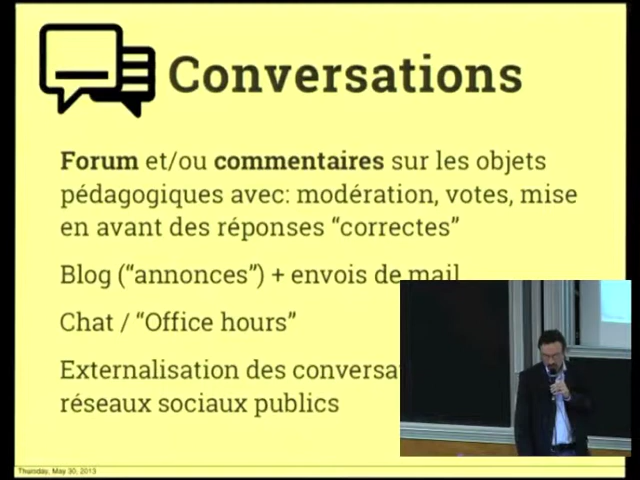 Conversations
Forum et/ou commentaires sur les objets
pédagogiques avec: modération, votes, mise
en avant des réponses “correctes”
Blog (“annonces”) + envois de mail
Chat / “Office hours”
Externalisation des
réseaux sociaux publics
Thursday, May 30, 2013